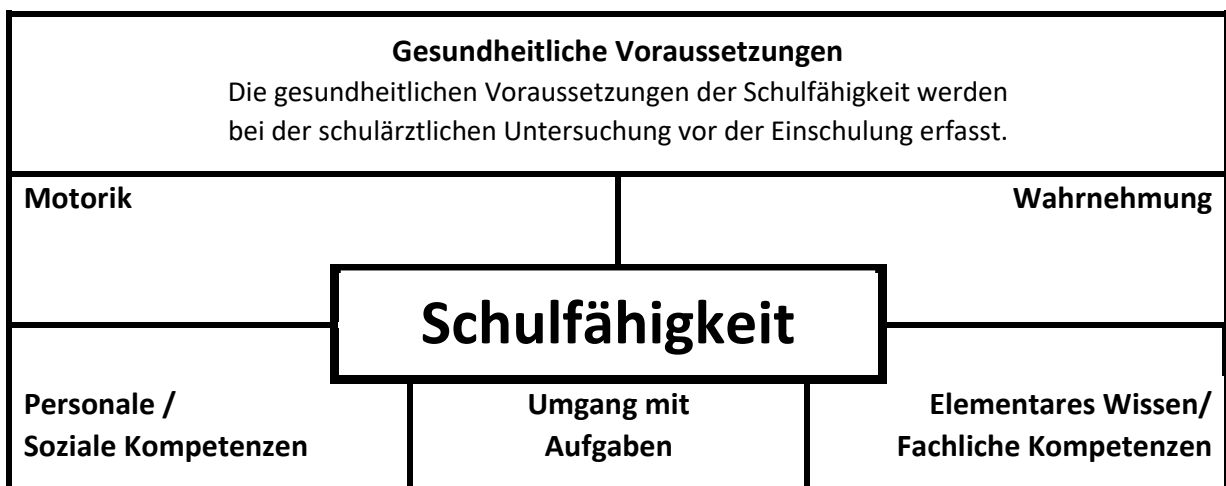 Gesundheitliche Voraussetzungen
Die gesundheitlichen Voraussetzungen der Schulfähigkeit werden
bei der schulärztlichen Untersuchung vor der Einschulung erfasst.
Motorik
Wahrnehmung
Schulfähigkeit
Personale /
Soziale Kompetenzen
Umgang mit
Aufgaben
Elementares Wissen/
Fachliche Kompetenzen